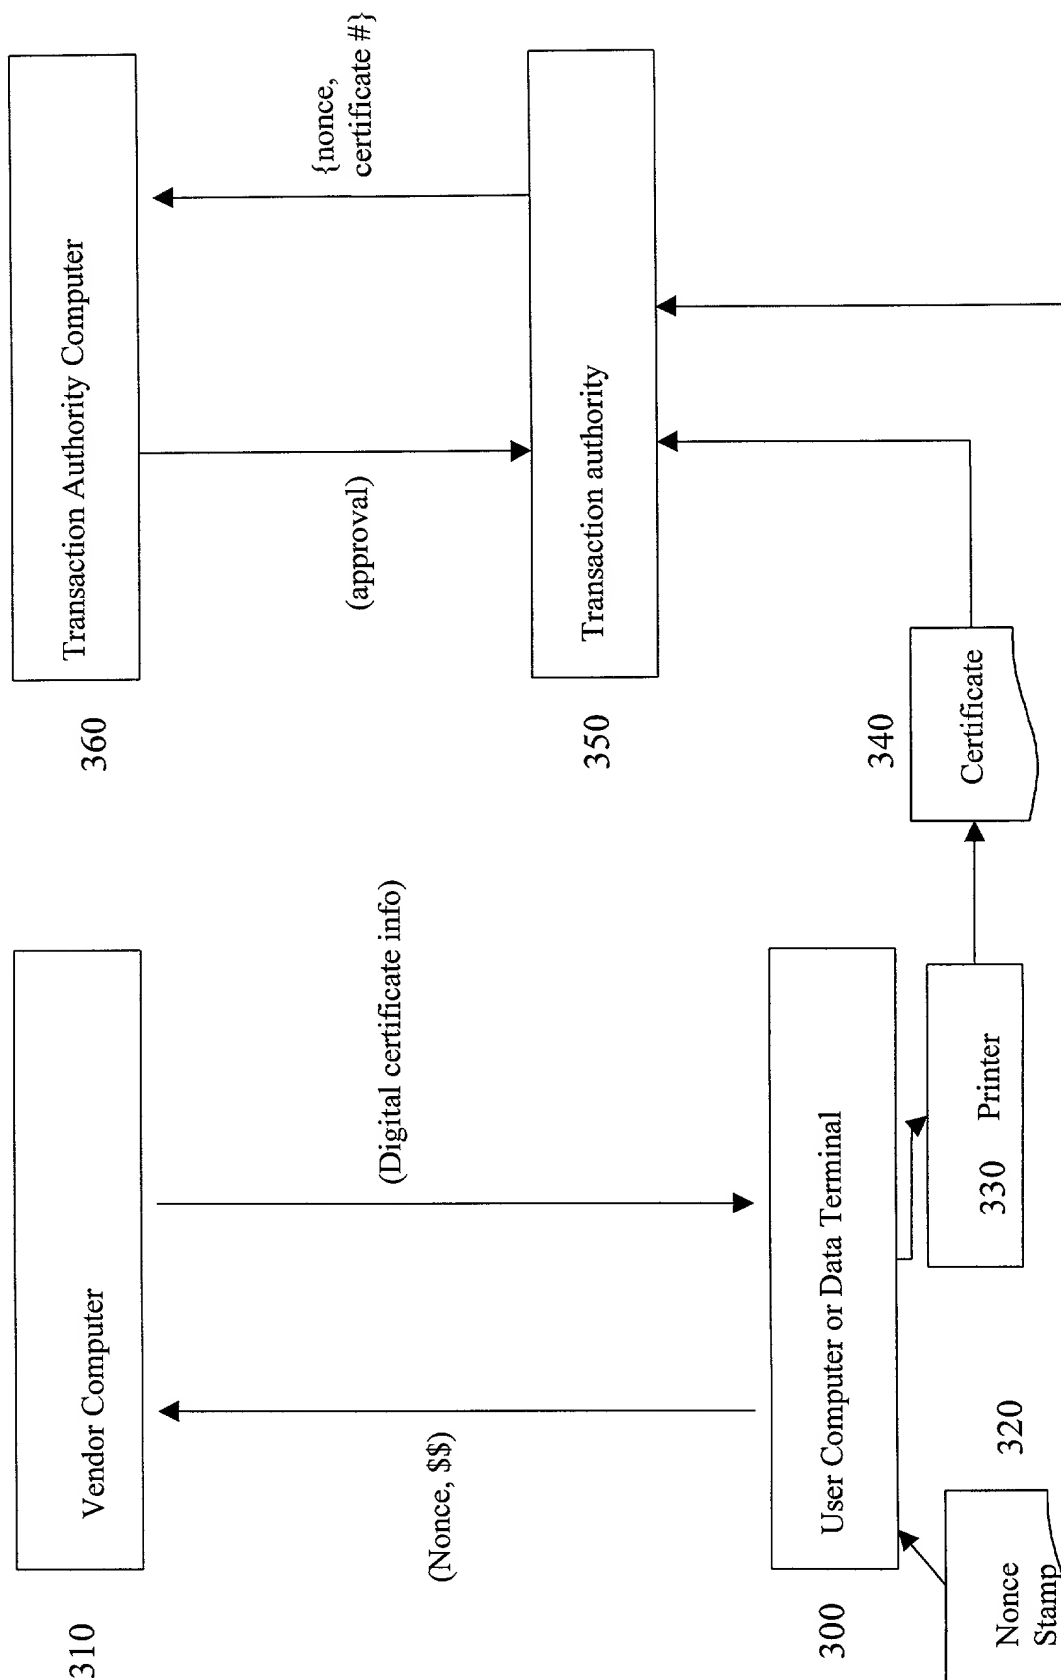 310
Vendor Computer
(Nonce, $$)
(Digital certificate info)
300
User Computer or Data Terminal
Nonce
Stamp
320
330 Printer
340
Certificate
360
Transaction Authority Computer
(approval)
{nonce,
certificate #}
350
Transaction authority